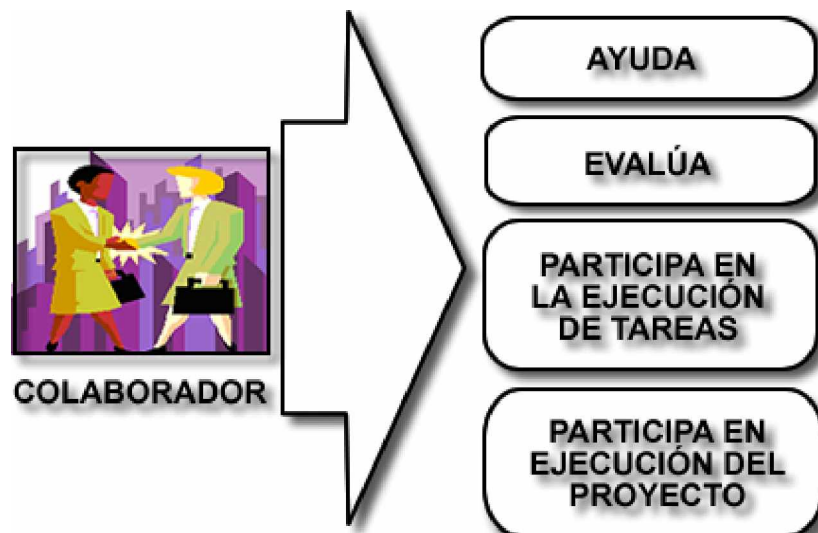 COLABORADOR
AYUDA
EVALÚA
PARTICIPA EN
LA EJECUCIÓN
DE TAREAS
PARTICIPA EN
EJECUCIÓN DEL
PROYECTO